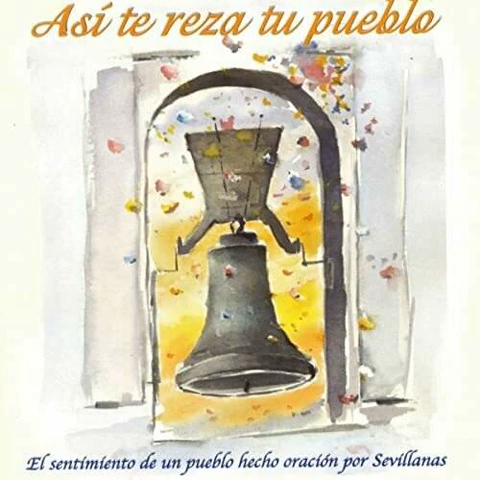 Así te reza tu pueblo
El sentimiento de un pueblo hecho oración por Sevillanas